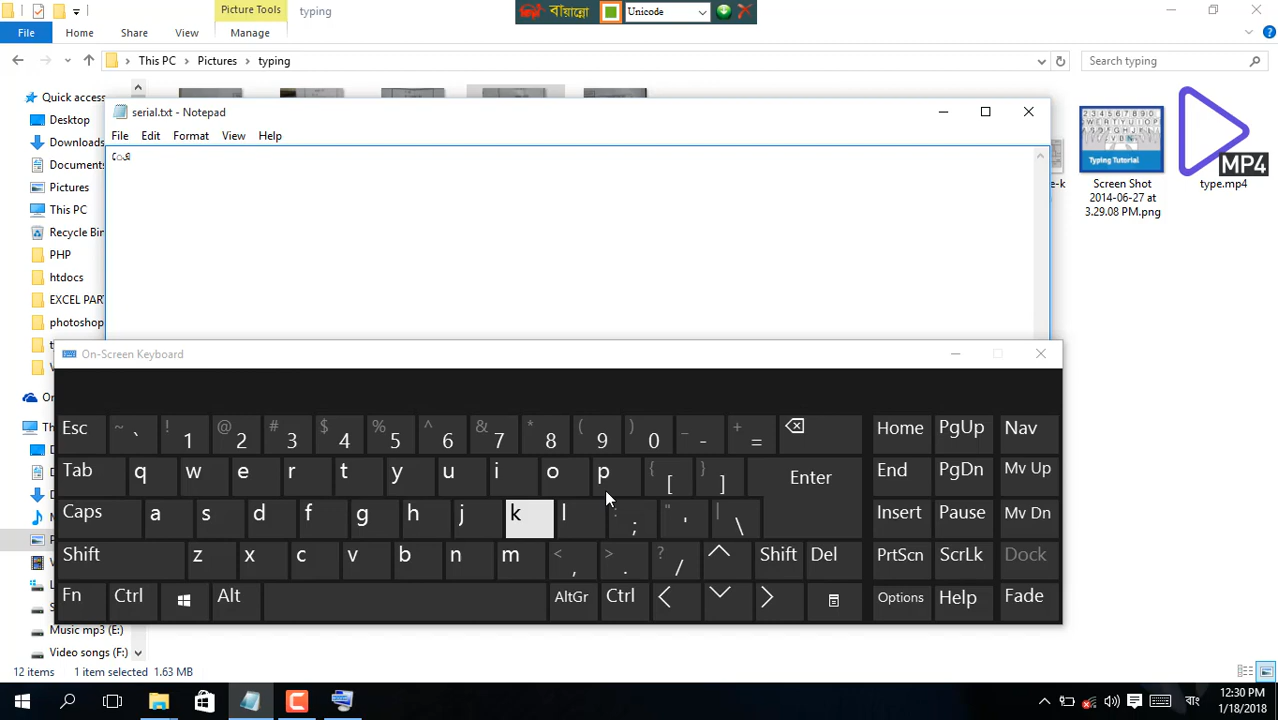 Picture Tools
typing
বায়ান্নো
Unicode
File
Home
Share
View
Manage
This PC
Pictures
typing
Search typing
Quick access
Desktop
Downloads
Documents
Pictures
This PC
Recycle Bin
PHP
htdocs
EXCEL PAR
photoshop
Music mp3 (E:)
Video songs (F:)
12 items
1 item selected
1.63 MB
serial.txt - Notepad
File
Edit
Format
View
Help
Screen Shot
2014-06-27 at
3.29.08 PM.png
Typing Tutorial
MP4
type.mp4
On-Screen Keyboard
Esc ~ ` ! 1 @ 2 # 3 $ 4 % 5 ^ 6 & 7 * 8 ( 9 ) 0 _ - + = Home PgUp Nav
Tab q w e r t y u i o p { [ } ] Enter End PgDn Mv Up
Caps a s d f g h j k l : ; " ' | \ Insert Pause Mv Dn
Shift z x c v b n m < , > . ? / Shift Del PrtScn ScrLk Dock
Fn Ctrl Alt AltGr Ctrl Options Help Fade
বাং
12:30 PM
1/18/2018